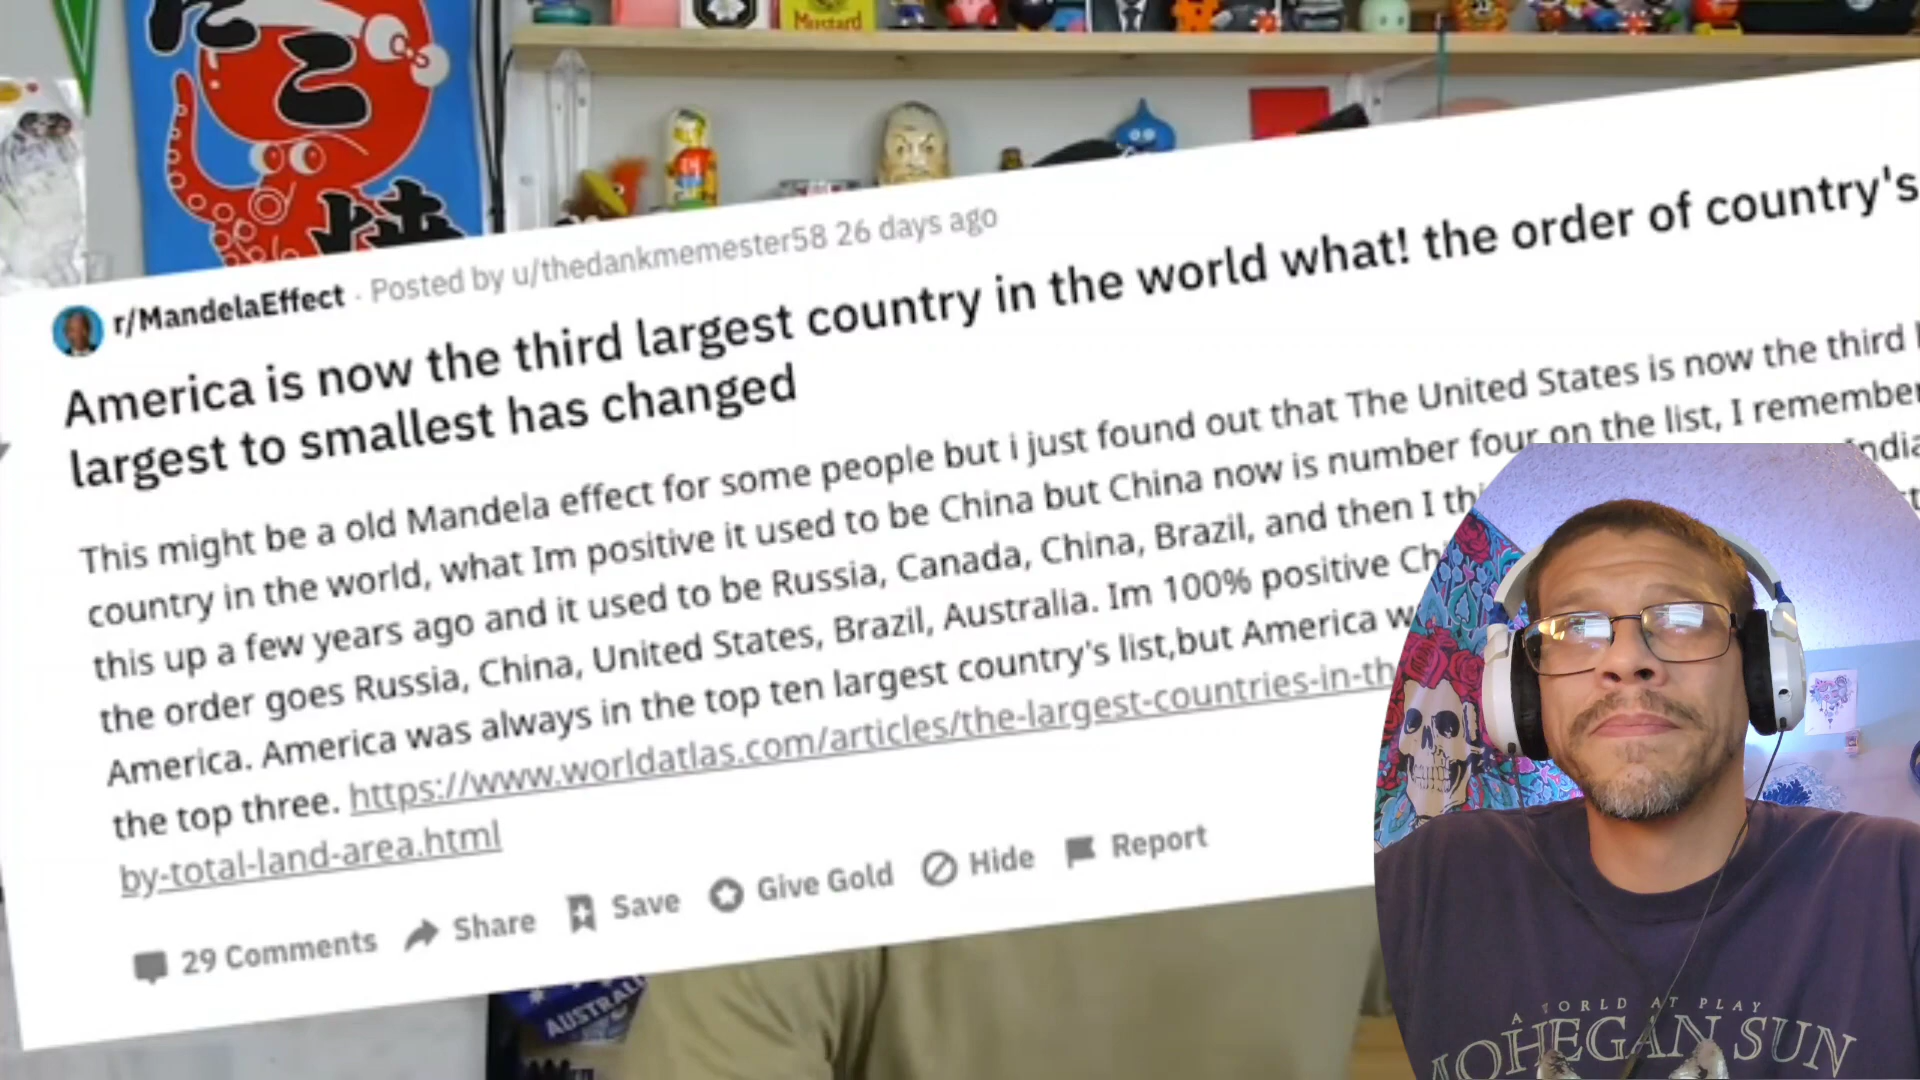 たこ
焼
Mustard
r/MandelaEffect · Posted by u/thedankmemester58 26 days ago
America is now the third largest country in the world what! the order of country's
largest to smallest has changed
This might be a old Mandela effect for some people but i just found out that The United States is now the third
country in the world, what Im positive it used to be China but China now is number four on the list, I remember
this up a few years ago and it used to be Russia, Canada, China, Brazil, and then I
the order goes Russia, China, United States, Brazil, Australia. Im 100% positive
America. America was always in the top ten largest country's list,but America
the top three. https://www.worldatlas.com/articles/the-largest-countries-in-th
by-total-land-area.html
29 Comments Share Save Give Gold Hide Report
AUSTRAL
A WORLD AT PLAY
MOHEGAN SUN